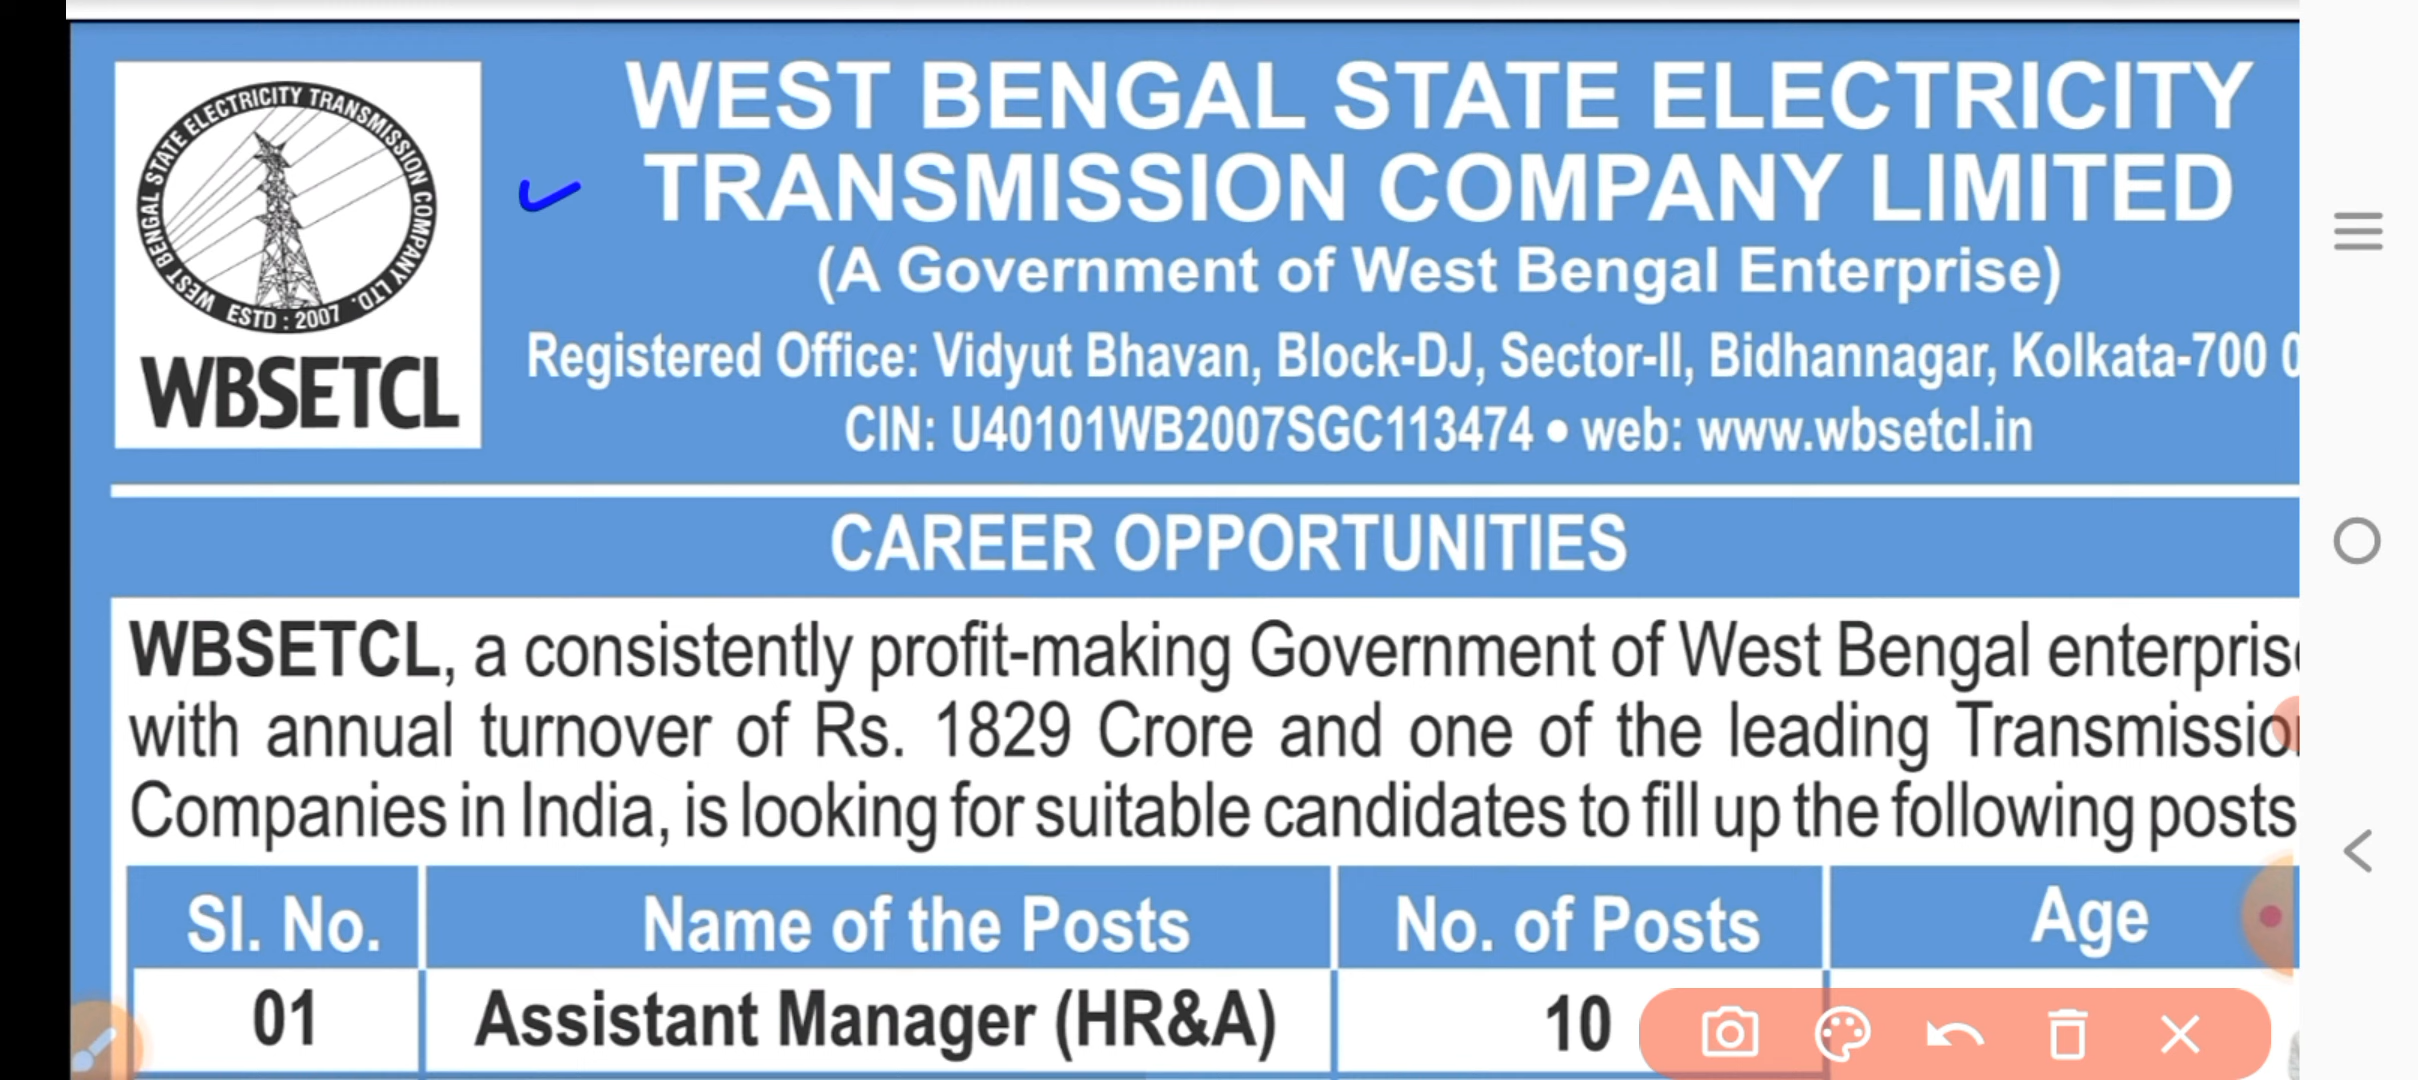 WEST BENGAL STATE ELECTRICITY TRANSMISSION COMPANY LTD.
ESTD : 2007
WBSETCL
WEST BENGAL STATE ELECTRICITY
TRANSMISSION COMPANY LIMITED
(A Government of West Bengal Enterprise)
Registered Office: Vidyut Bhavan, Block-DJ, Sector-II, Bidhannagar, Kolkata-700 0
CIN: U40101WB2007SGC113474 • web: www.wbsetcl.in
CAREER OPPORTUNITIES
WBSETCL, a consistently profit-making Government of West Bengal enterprise
with annual turnover of Rs. 1829 Crore and one of the leading Transmission
Companies in India, is looking for suitable candidates to fill up the following posts
Sl. No. Name of the Posts No. of Posts Age
01 Assistant Manager (HR&A) 10